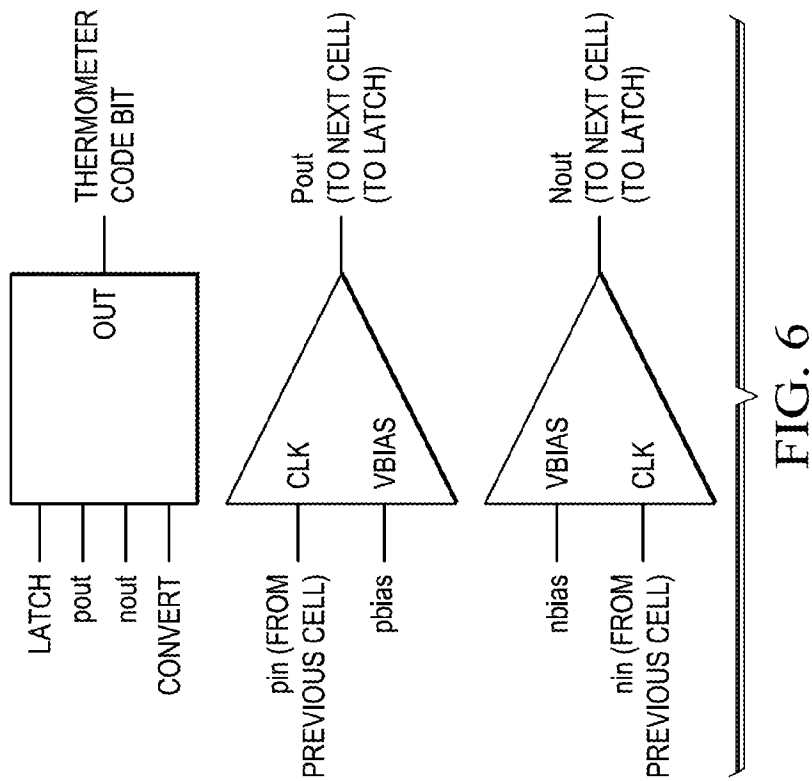 LATCH
pout
nout
CONVERT
OUT
THERMOMETER
CODE BIT
pin (FROM
PREVIOUS CELL)
pbias
CLK
VBIAS
Pout
(TO NEXT CELL)
(TO LATCH)
nbias
nin (FROM
PREVIOUS CELL)
VBIAS
CLK
Nout
(TO NEXT CELL)
(TO LATCH)
FIG. 6